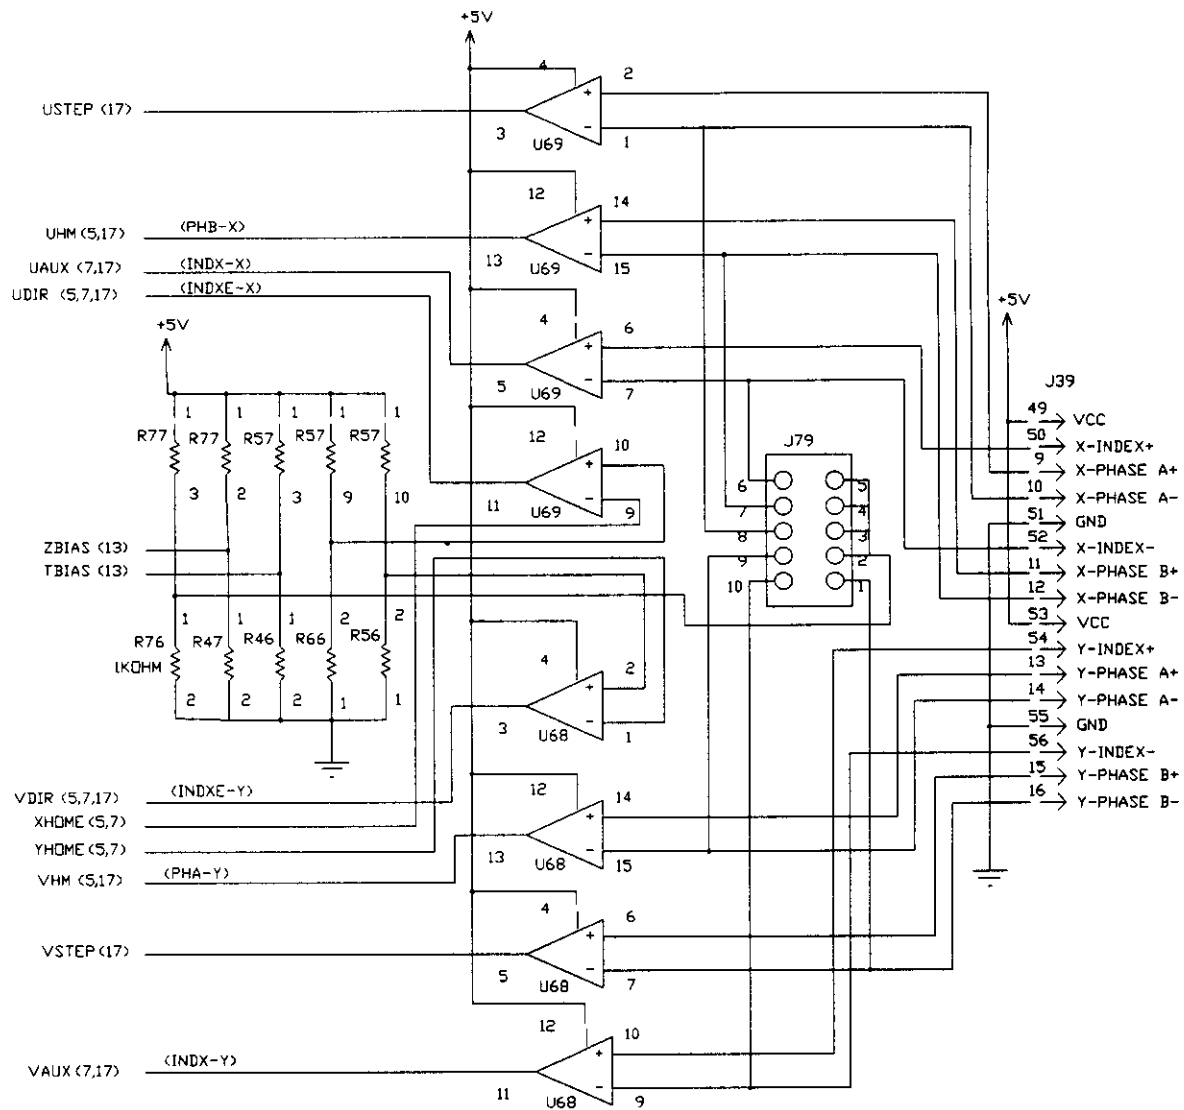 +5V
4
2
+
USTEP (17)
-
3
U69
1
12
14
+
UHM (5,17)
(PHB-X)
-
13
U69
15
UAUX (7,17)
(INDX-X)
UDIR (5,7,17)
(INDXE-X)
+5V
4
6
+
-
5
U69
7
+5V
J39
12
10
1
1
1
1
1
R77
R77
R57
R57
R57
+
-
11
U69
9
3
2
3
9
10
J79
6
5
7
4
8
3
9
2
10
1
49
VCC
50
X-INDEX+
9
X-PHASE A+
10
X-PHASE A-
51
GND
52
X-INDEX-
11
X-PHASE B+
12
X-PHASE B-
53
VCC
54
Y-INDEX+
13
Y-PHASE A+
14
Y-PHASE A-
55
GND
56
Y-INDEX-
15
Y-PHASE B+
16
Y-PHASE B-
ZBIAS (13)
TBIAS (13)
1
1
1
2
2
R76
R47
R46
R66
R56
1KOHM
2
2
2
1
1
4
2
+
-
3
U68
1
VDIR (5,7,17)
(INDXE-Y)
XHOME (5,7)
YHOME (5,7)
12
14
+
-
13
U68
15
VHM (5,17)
(PHA-Y)
4
6
+
VSTEP (17)
-
5
U68
7
12
10
+
VAUX (7,17)
(INDX-Y)
-
11
U68
9